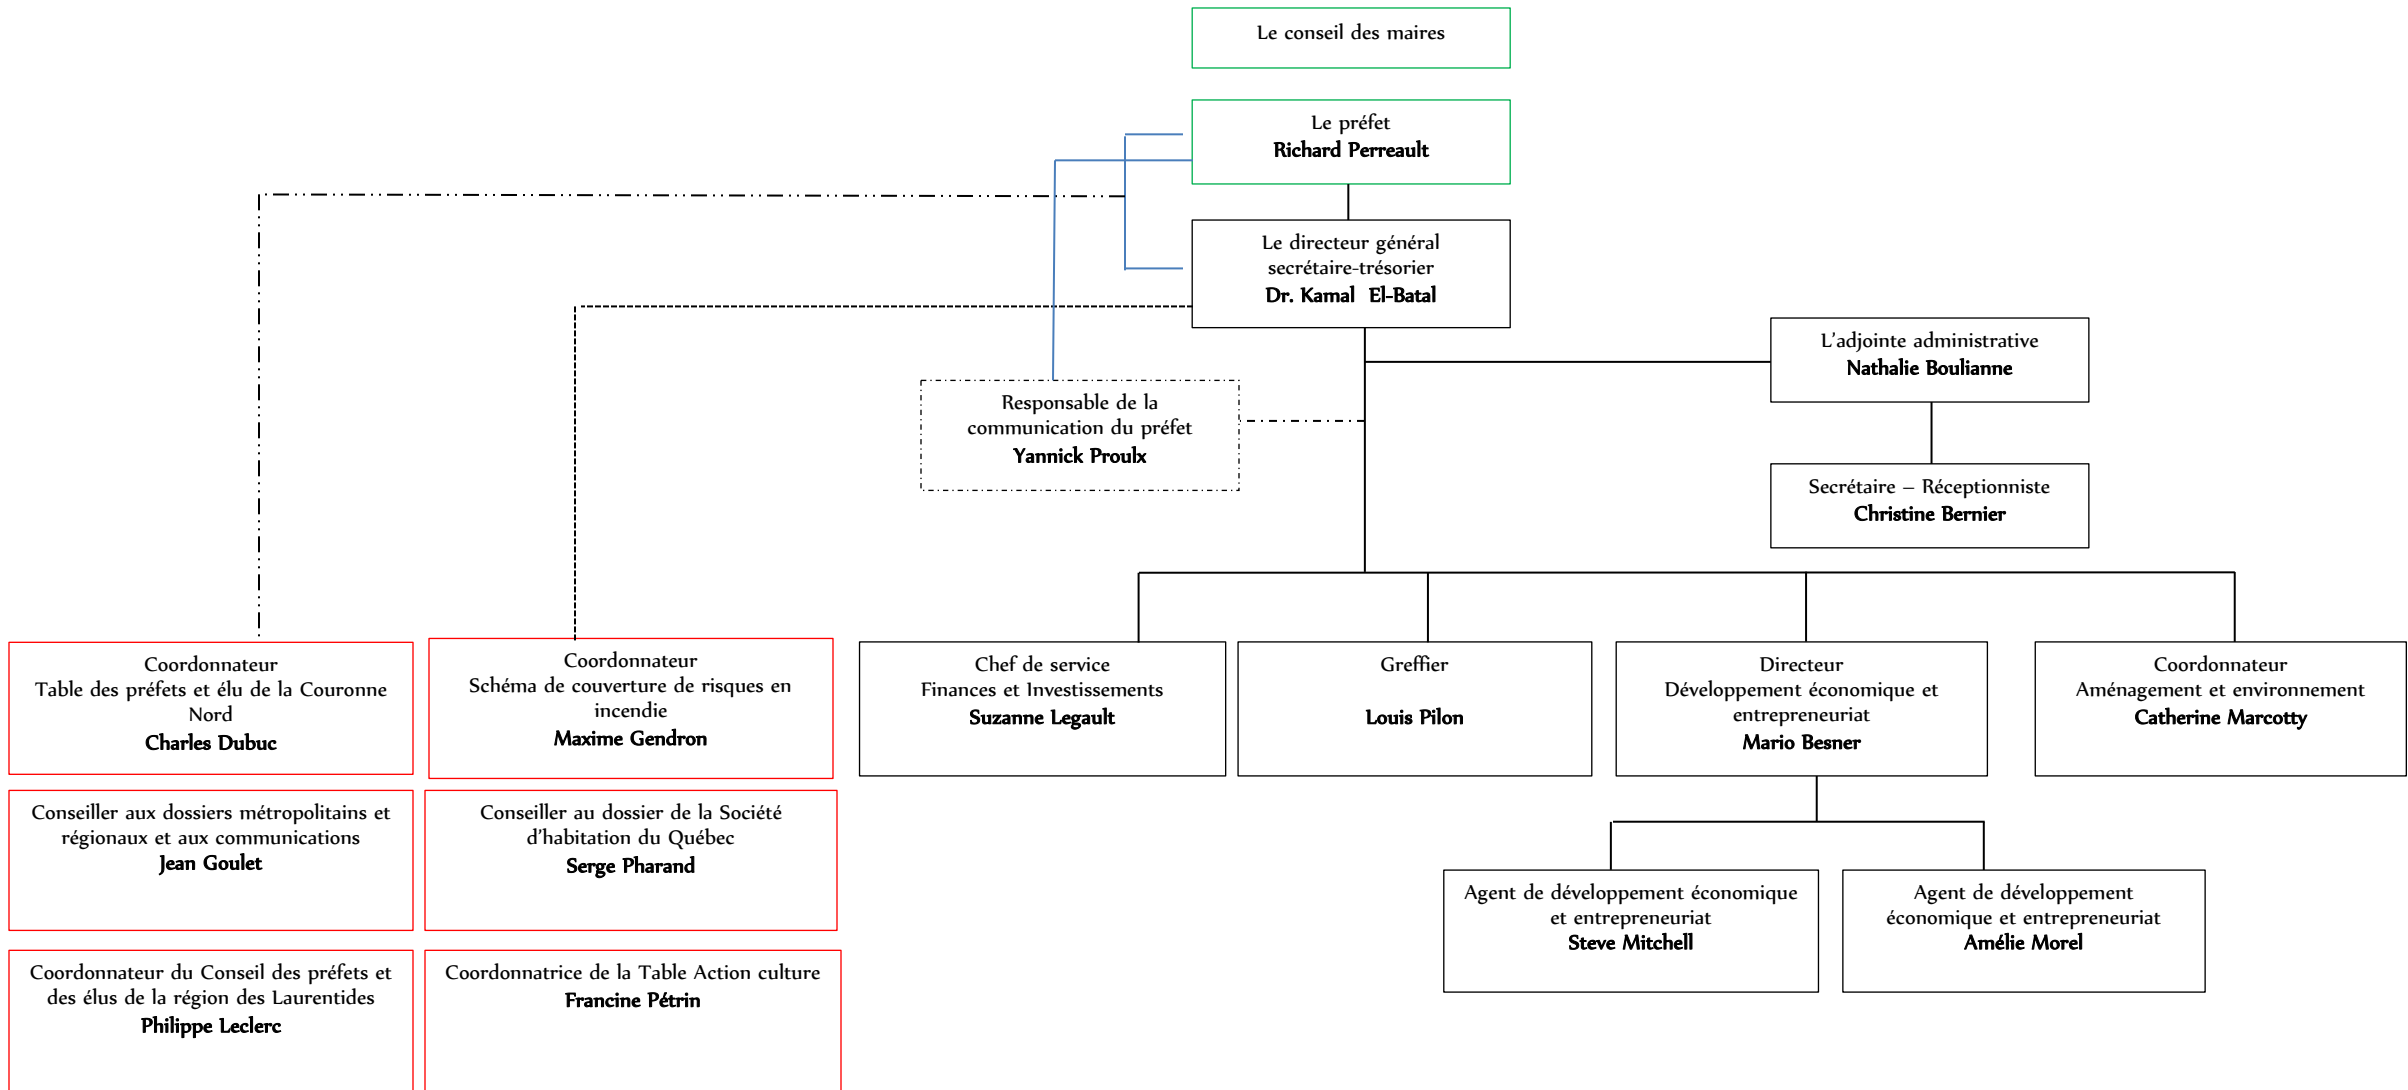 Le conseil des maires
Le préfet
Richard Perreault
Le directeur général
secrétaire-trésorier
Dr. Kamal El-Batal
L'adjointe administrative
Nathalie Boulianne
Responsable de la
communication du préfet
Yannick Proulx
Secrétaire – Réceptionniste
Christine Bernier
Coordonnateur
Table des préfets et élu de la Couronne
Nord
Charles Dubuc
Coordonnateur
Schéma de couverture de risques en
incendie
Maxime Gendron
Chef de service
Finances et Investissements
Suzanne Legault
Greffier
Louis Pilon
Directeur
Développement économique et
entrepreneuriat
Mario Besner
Coordonnateur
Aménagement et environnement
Catherine Marcotty
Conseiller aux dossiers métropolitains et
régionaux et aux communications
Jean Goulet
Conseiller au dossier de la Société
d'habitation du Québec
Serge Pharand
Agent de développement économique
et entrepreneuriat
Steve Mitchell
Agent de développement
économique et entrepreneuriat
Amélie Morel
Coordonnateur du Conseil des préfets et
des élus de la région des Laurentides
Philippe Leclerc
Coordonnatrice de la Table Action culture
Francine Pétrin